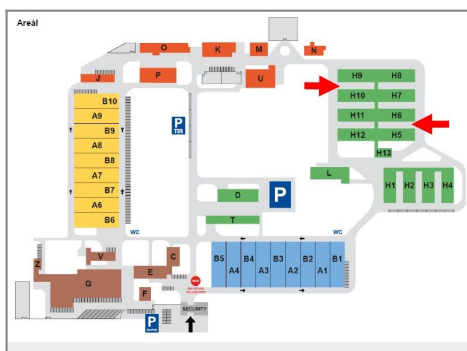 Areál
O
K
M
N
J
P
U
H9 H8
H10 H7
H11 H6
H12 H5
H13
B10
A9
B9
A8
B8
A7
B7
A6
B6
P
TIR
L
H1 H2 H3 H4
D
P
T
WC
WC
B5 A4 B4 A3 B3 A2 B2 A1 B1
V
C
Z
E
G
F
P
SECURITY